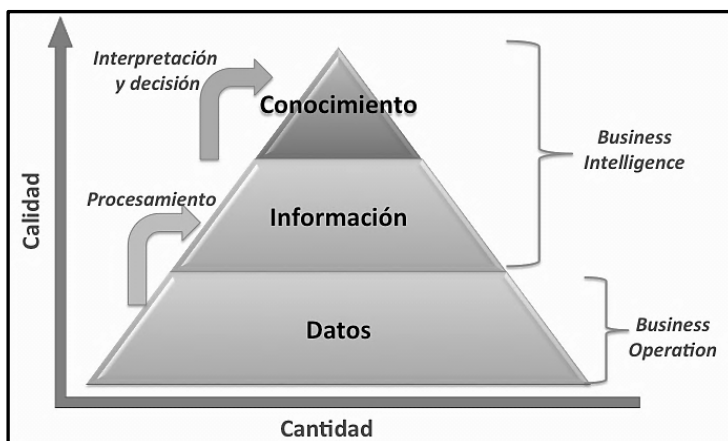 Interpretación
y decisión
Conocimiento
Business
Intelligence
Procesamiento
Información
Calidad
Datos
Business
Operation
Cantidad